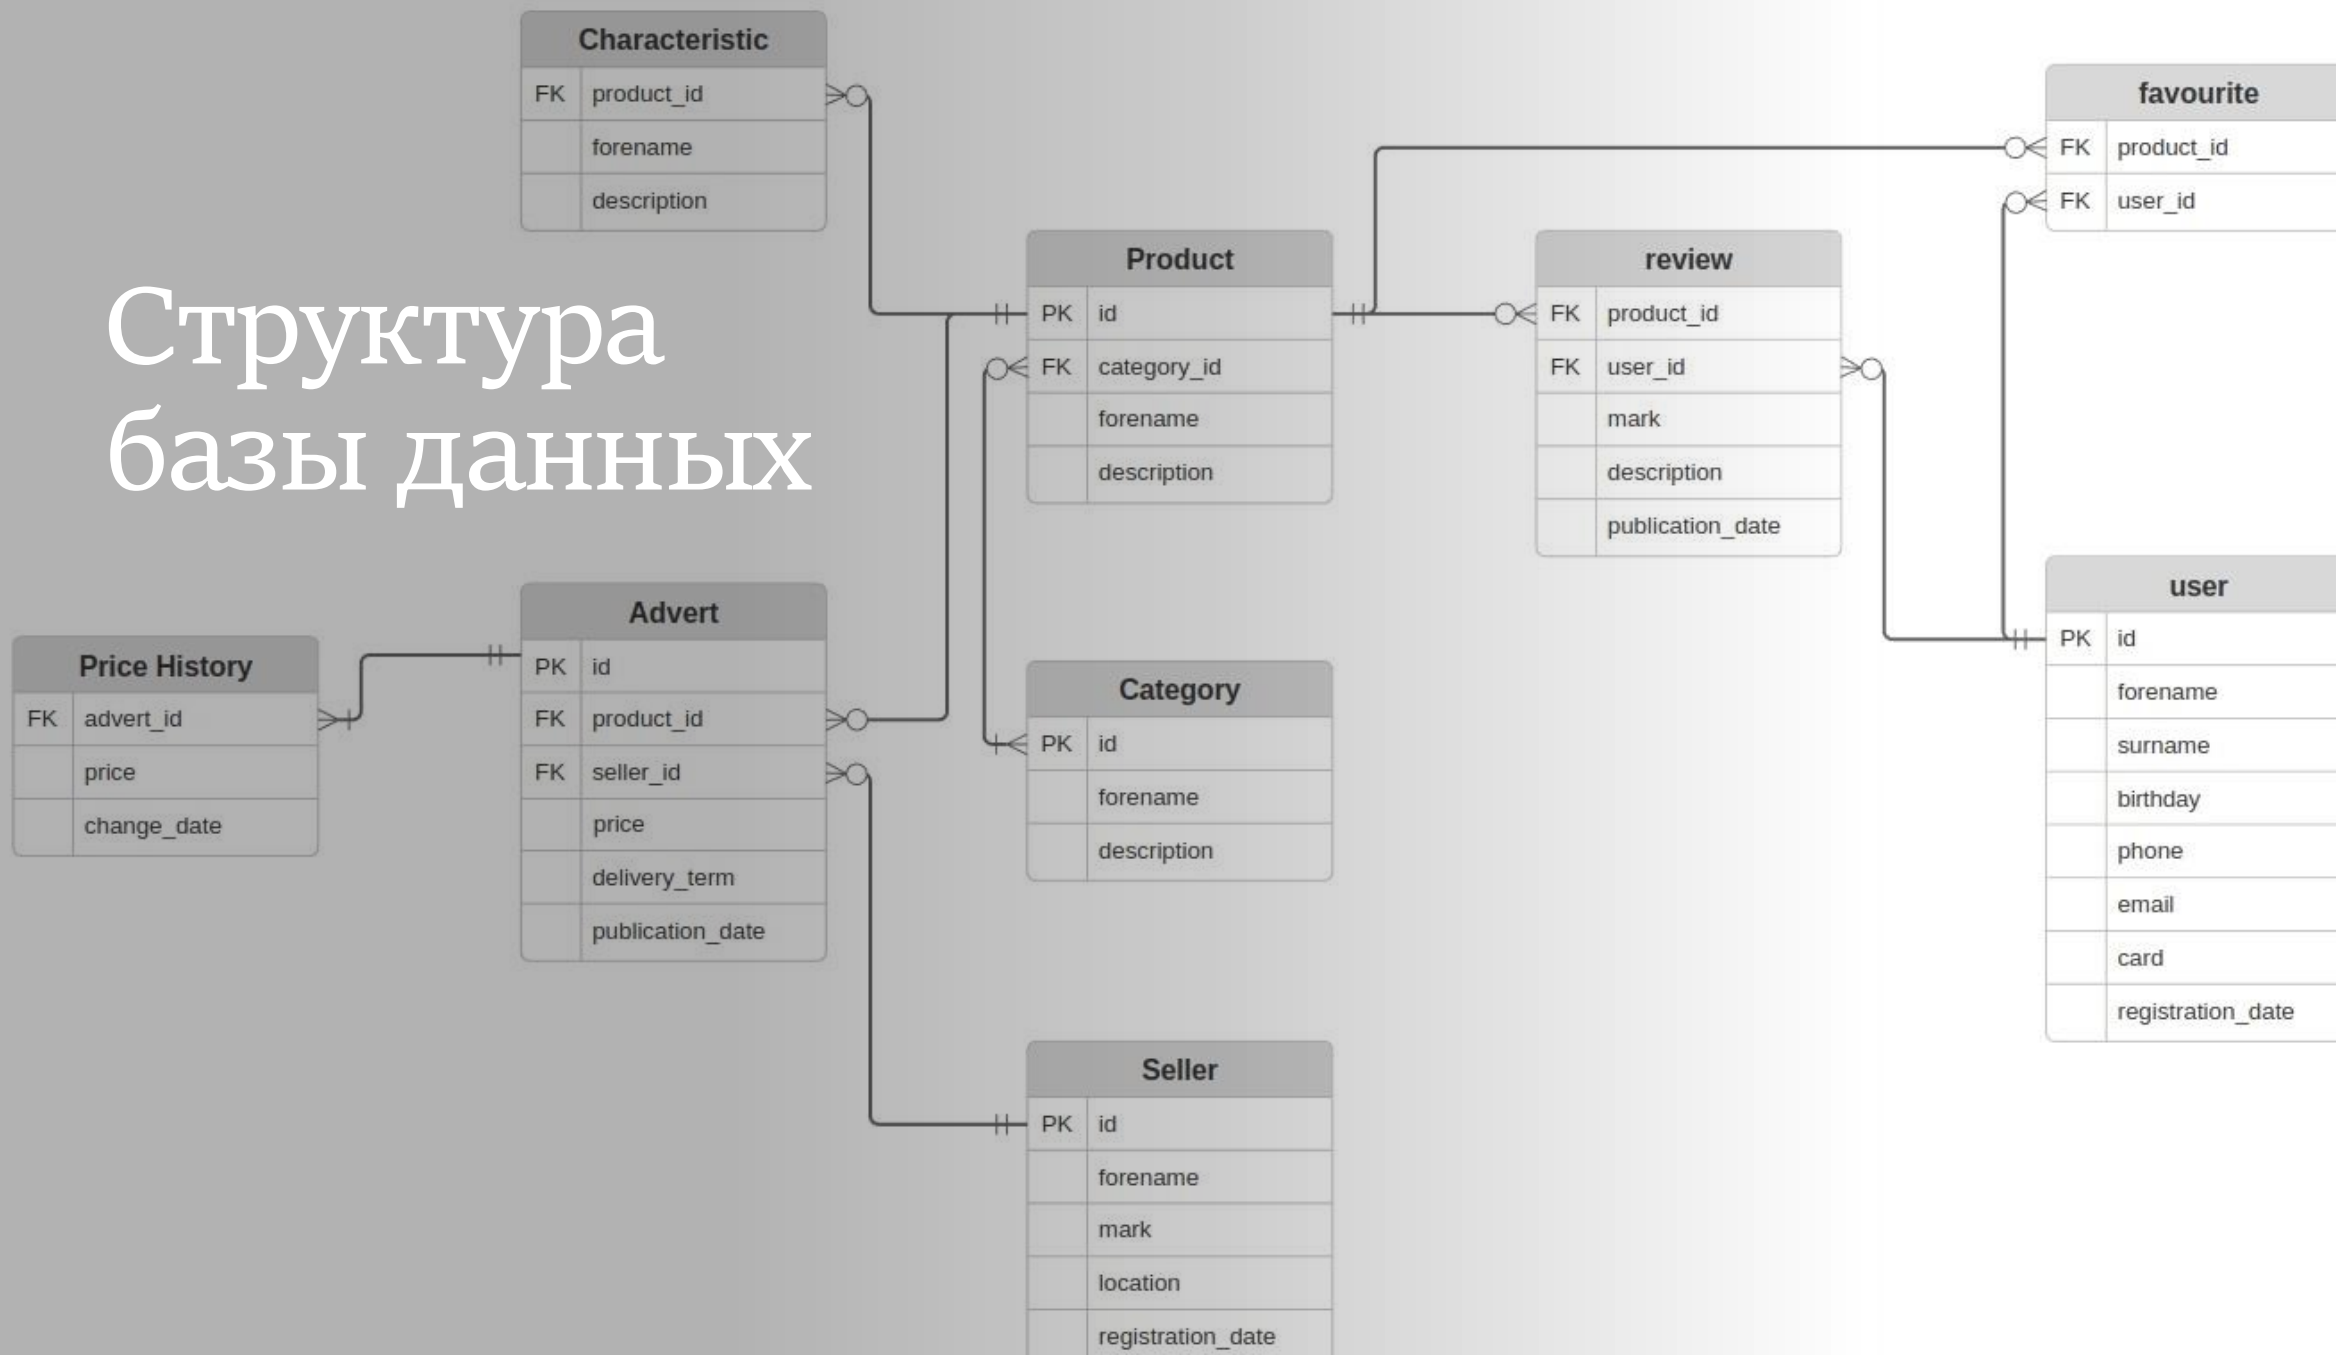 Структура
базы данных
Characteristic
FK product_id
forename
description
favourite
FK product_id
FK user_id
Product
PK id
FK category_id
forename
description
review
FK product_id
FK user_id
mark
description
publication_date
Price History
FK advert_id
price
change_date
Advert
PK id
FK product_id
FK seller_id
price
delivery_term
publication_date
Category
PK id
forename
description
user
PK id
forename
surname
birthday
phone
email
card
registration_date
Seller
PK id
forename
mark
location
registration_date